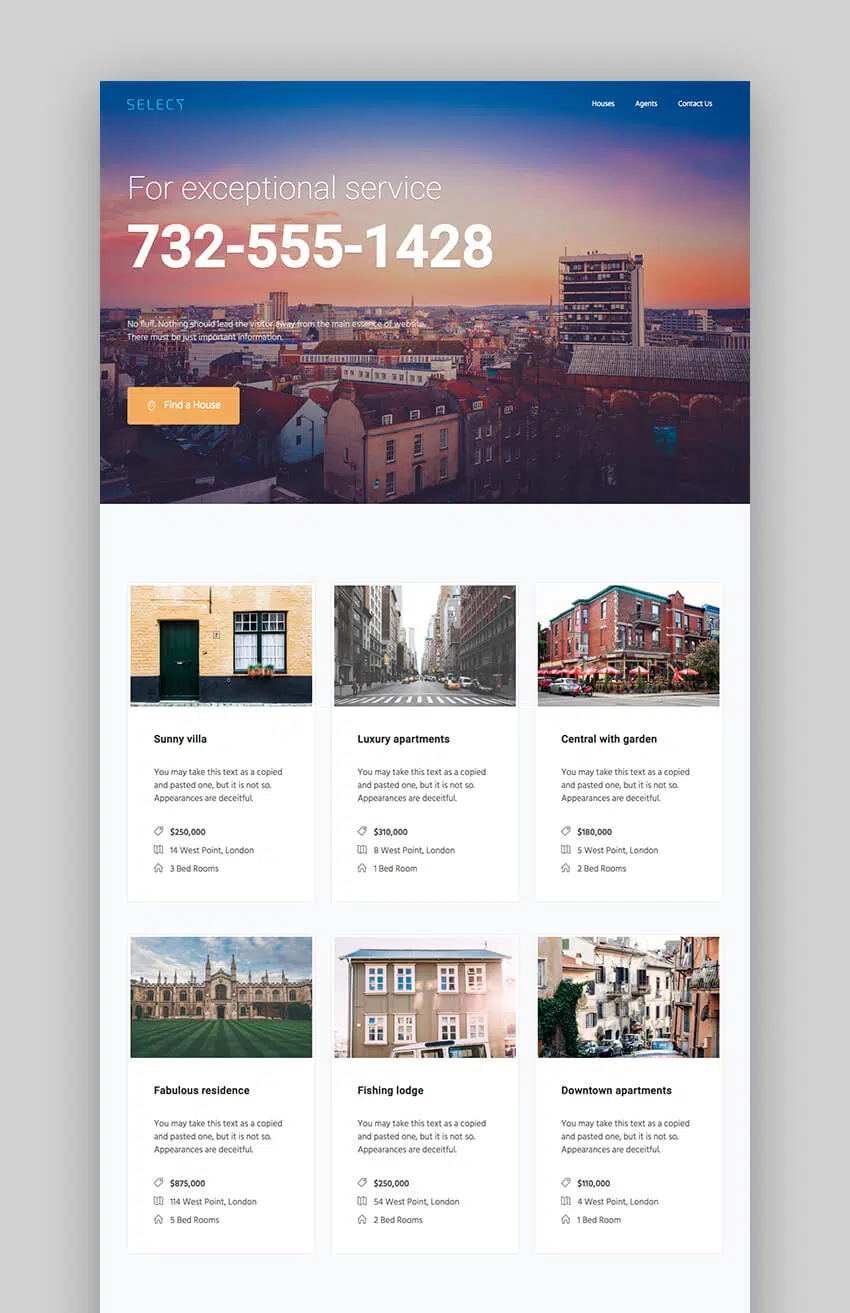 SELECT
Houses Agents Contact Us
For exceptional service
732-555-1428
No fluff. Nothing should lead the visitor away from the main essence of website.
There must be just important information.
Find a House
Sunny villa
You may take this text as a copied
and pasted one, but it is not so.
Appearances are deceitful.
$250,000
14 West Point, London
3 Bed Rooms
Luxury apartments
You may take this text as a copied
and pasted one, but it is not so.
Appearances are deceitful.
$310,000
8 West Point, London
1 Bed Room
Central with garden
You may take this text as a copied
and pasted one, but it is not so.
Appearances are deceitful.
$180,000
5 West Point, London
2 Bed Rooms
Fabulous residence
You may take this text as a copied
and pasted one, but it is not so.
Appearances are deceitful.
$875,000
114 West Point, London
5 Bed Rooms
Fishing lodge
You may take this text as a copied
and pasted one, but it is not so.
Appearances are deceitful.
$250,000
54 West Point, London
2 Bed Rooms
Downtown apartments
You may take this text as a copied
and pasted one, but it is not so.
Appearances are deceitful.
$110,000
4 West Point, London
1 Bed Room